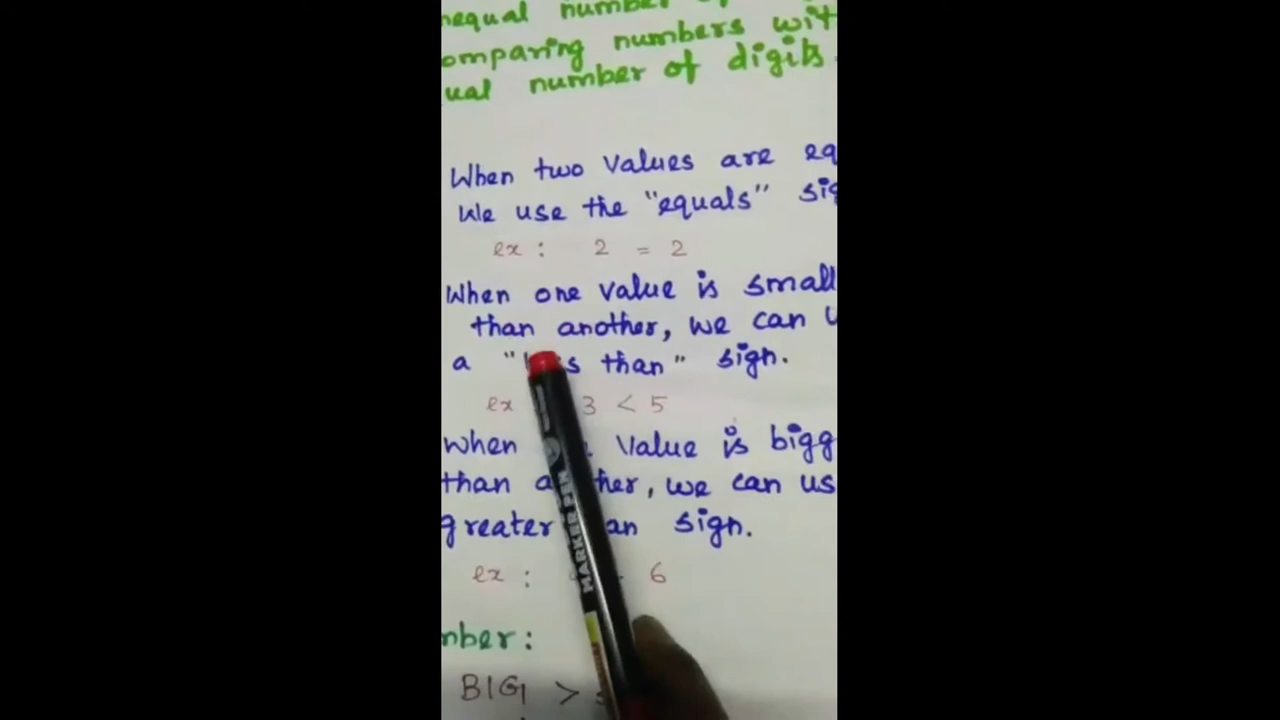 nequal number
omparing numbers wit
ual number of digits
When two values are eq
We use the "equals" sig
ex : 2 = 2
When one value is small
than another, we can u
a " than" sign.
ex 3 < 5
When value is bigg
than a her, we can us
greater an sign.
ex : 6
mber:
BIG >
MARKER PEN